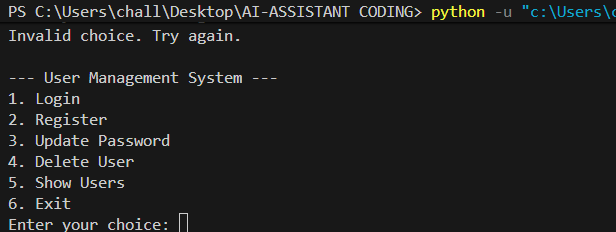 PS C:\Users\chall\Desktop\AI-ASSISTANT CODING> python -u "c:\Users\
Invalid choice. Try again.
--- User Management System ---
1. Login
2. Register
3. Update Password
4. Delete User
5. Show Users
6. Exit
Enter your choice: